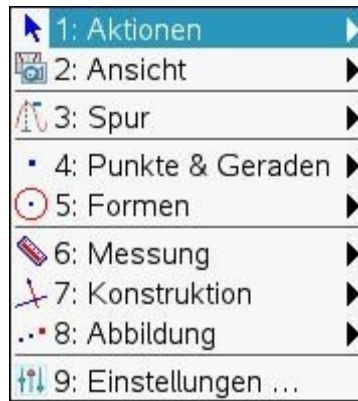 1: Aktionen
2: Ansicht
3: Spur
4: Punkte & Geraden
5: Formen
6: Messung
7: Konstruktion
8: Abbildung
9: Einstellungen ...